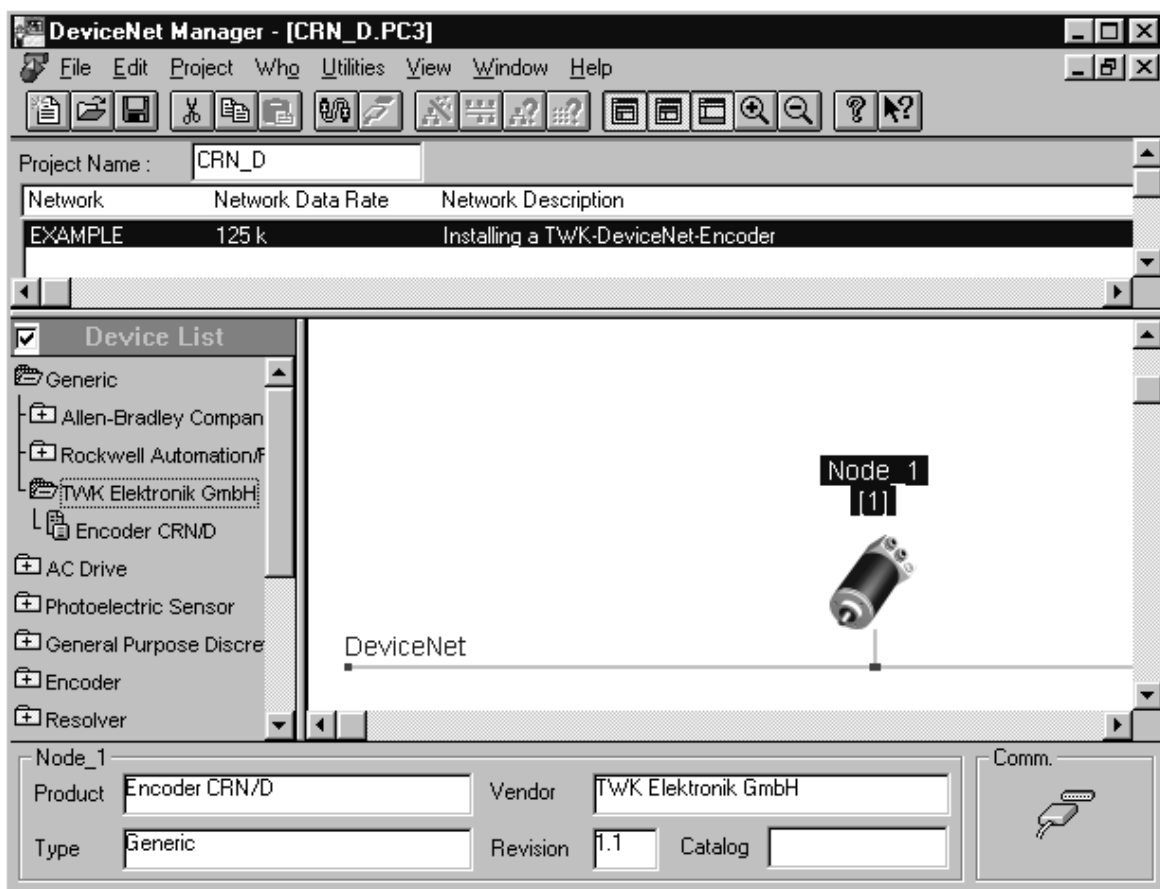 DeviceNet Manager - [CRN_D.PC3]
File Edit Project Who Utilities View Window Help
Project Name : CRN_D
Network Network Data Rate Network Description
EXAMPLE 125 k Installing a TWK-DeviceNet-Encoder
Device List
Generic
Allen-Bradley Compan
Rockwell Automation/
TWK Elektronik GmbH
Encoder CRN/D
AC Drive
Photoelectric Sensor
General Purpose Discre
Encoder
Resolver
Node_1
[1]
DeviceNet
Node_1
Product Encoder CRN/D Vendor TWK Elektronik GmbH
Type Generic Revision 1.1 Catalog
Comm.